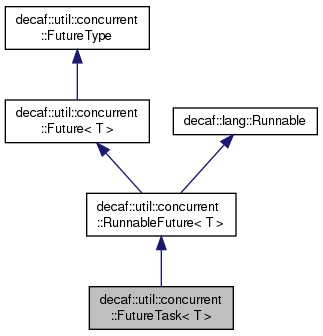 decaf::util::concurrent
::FutureType
decaf::util::concurrent
::Future< T >
decaf::lang::Runnable
decaf::util::concurrent
::RunnableFuture< T >
decaf::util::concurrent
::FutureTask< T >